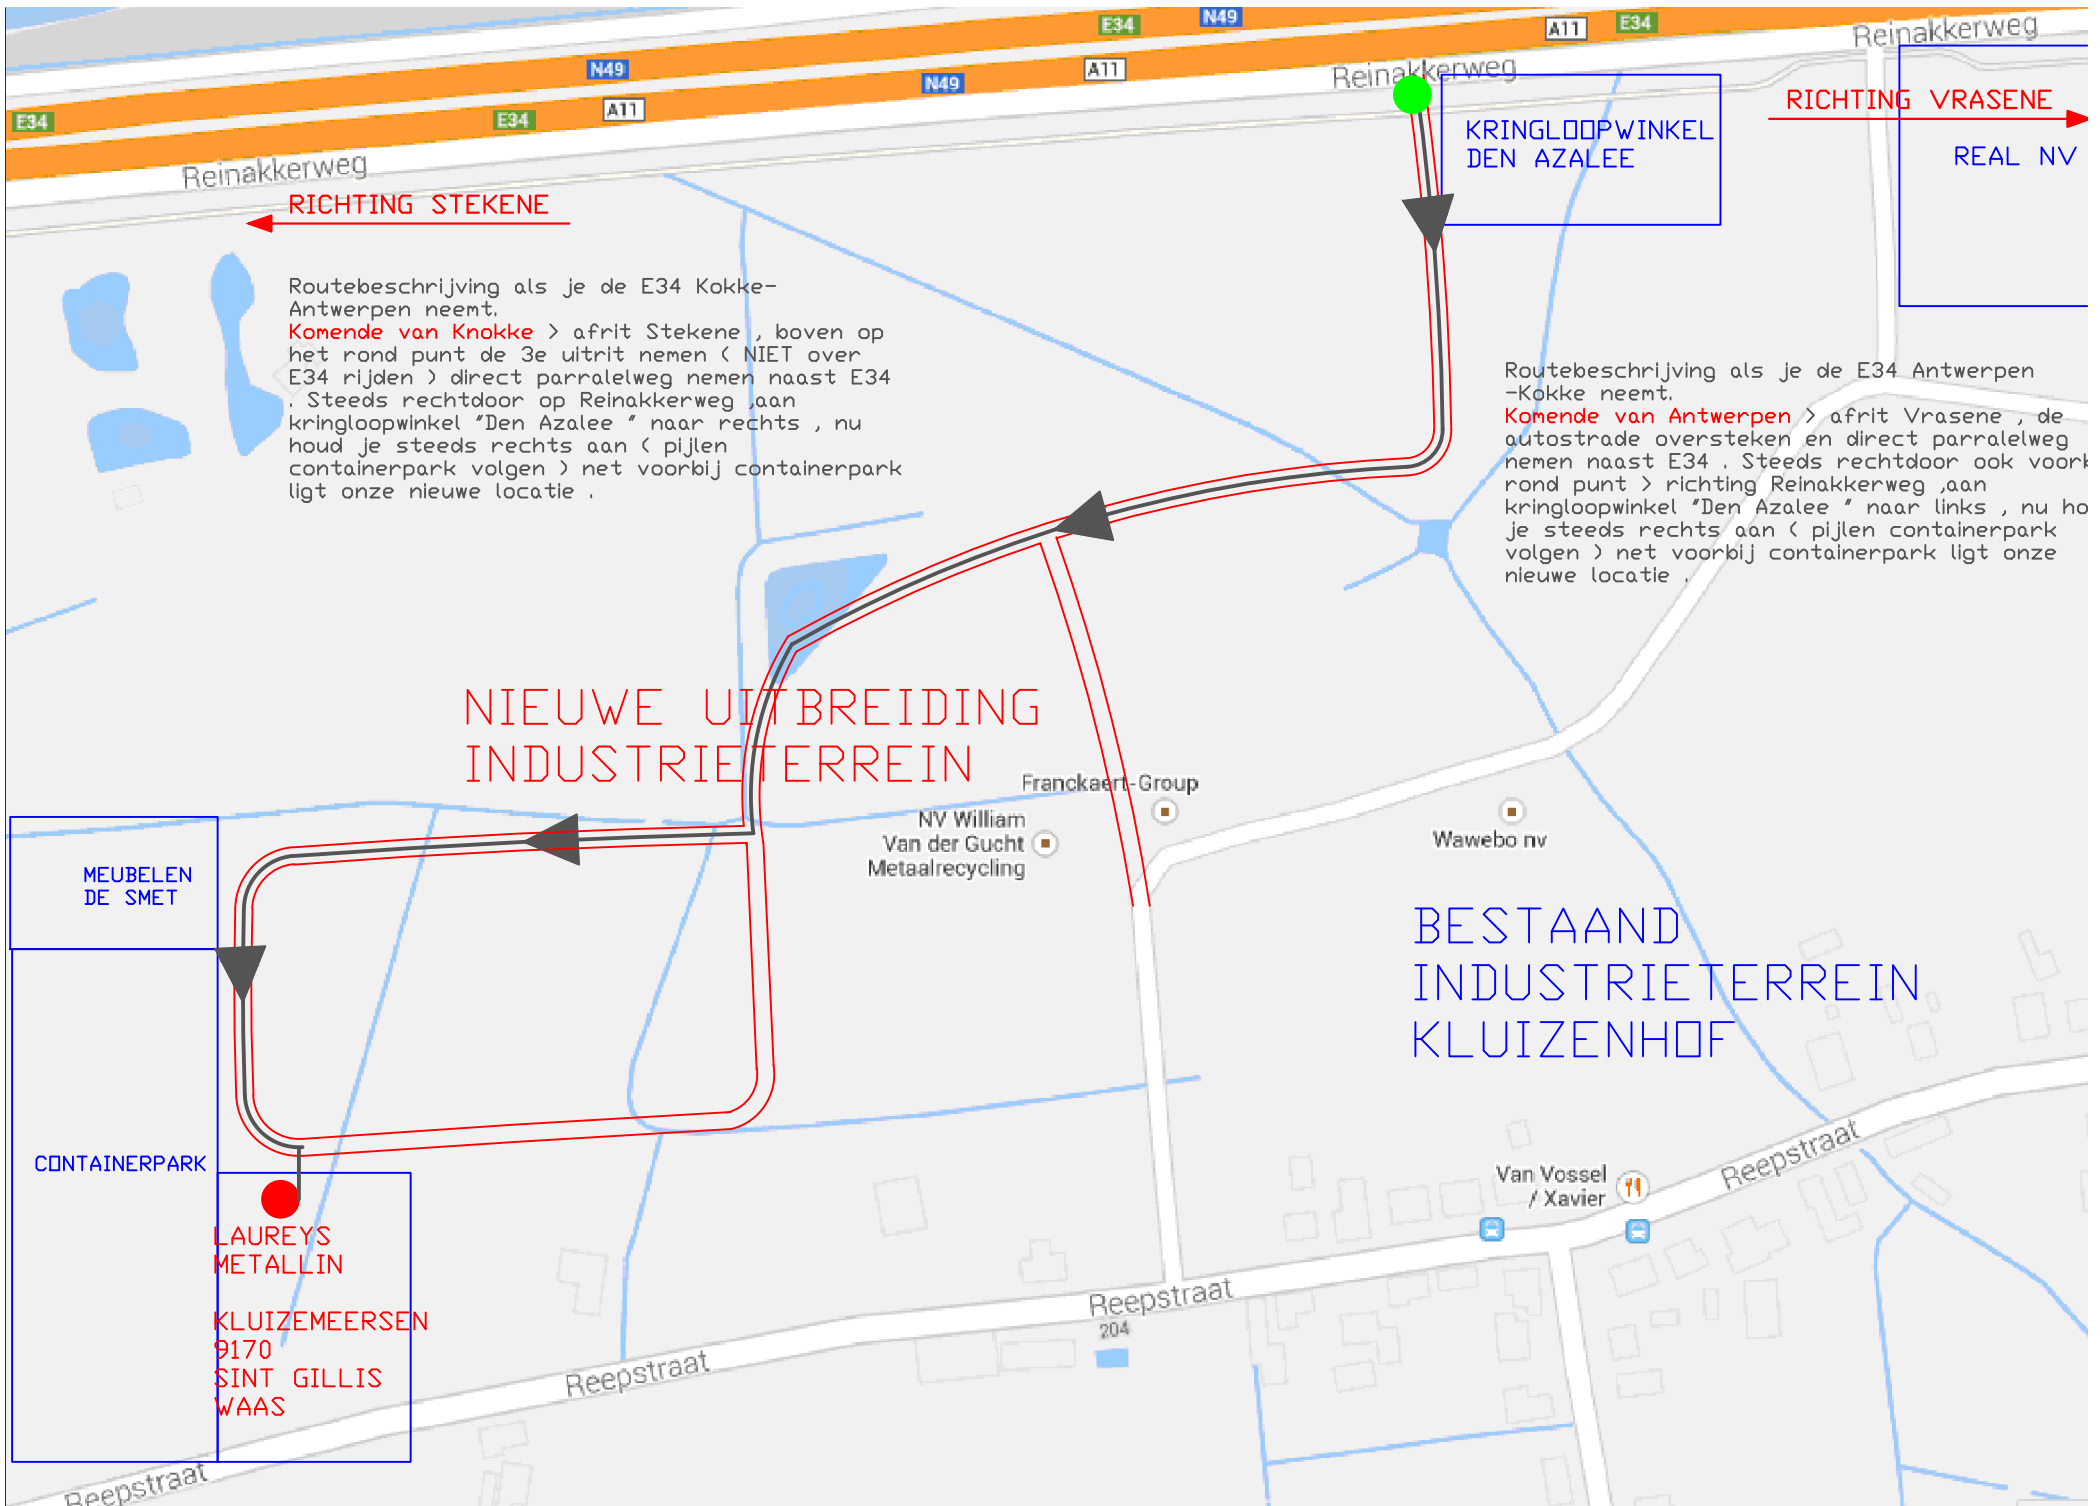 E34
N49
A11
E34
Reinakkerweg
N49
A11
Reinakkerweg
N49
E34
A11
E34
Reinakkerweg
RICHTING VRASENE
KRINGLOOPWINKEL
DEN AZALEE
REAL NV
RICHTING STEKENE
Routebeschrijving als je de E34 Kokke-
Antwerpen neemt.
Komende van Knokke > afrit Stekene , boven op
het rond punt de 3e uitrit nemen ( NIET over
E34 rijden ) direct parralelweg nemen naast E34
. Steeds rechtdoor op Reinakkerweg ,aan
kringloopwinkel "Den Azalee " naar rechts , nu
houd je steeds rechts aan ( pijlen
containerpark volgen ) net voorbij containerpark
ligt onze nieuwe locatie .
Routebeschrijving als je de E34 Antwerpen
-Kokke neemt.
Komende van Antwerpen > afrit Vrasene , de
autostrade oversteken en direct parralelweg
nemen naast E34 . Steeds rechtdoor ook
rond punt > richting Reinakkerweg ,aan
kringloopwinkel "Den Azalee " naar links , nu
je steeds rechts aan ( pijlen containerpark
volgen ) net voorbij containerpark ligt onze
nieuwe locatie .
NIEUWE UITBREIDING
INDUSTRIETERREIN
Franckaert-Group
NV William
Van der Gucht
Metaalrecycling
Wawebo nv
MEUBELEN
DE SMET
BESTAAND
INDUSTRIETERREIN
KLUIZENHOF
CONTAINERPARK
Van Vossel
/ Xavier
Reepstraat
LAUREYS
METALLIN
KLUIZEMEERSEN
9170
SINT GILLIS
WAAS
Reepstraat
204
Reepstraat
Reepstraat